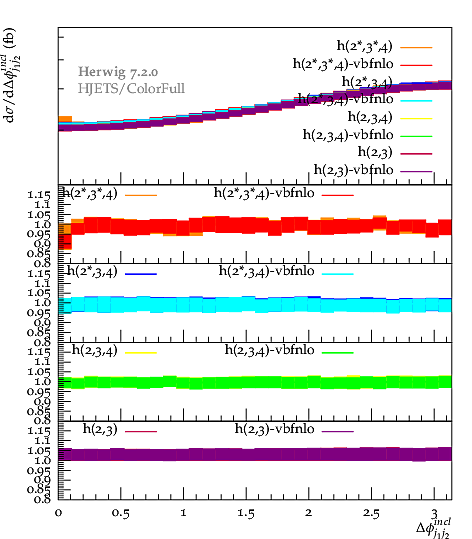 dσ/dΔϕ^{incl}_{j1j2} (fb)
Herwig 7.2.0
HJETS/ColorFull
h(2*,3*,4)
h(2*,3*,4)-vbfnlo
h(2*,3,4)
h(2*,3,4)-vbfnlo
h(2,3,4)
h(2,3,4)-vbfnlo
h(2,3)
h(2,3)-vbfnlo
h(2*,3*,4) h(2*,3*,4)-vbfnlo
1.15
1.1
1.05
1.0
0.95
0.9
0.85
0.8
h(2*,3,4) h(2*,3,4)-vbfnlo
1.15
1.1
1.05
1.0
0.95
0.9
0.85
0.8
h(2,3,4) h(2,3,4)-vbfnlo
1.15
1.1
1.05
1.0
0.95
0.9
0.85
0.8
h(2,3) h(2,3)-vbfnlo
1.15
1.1
1.05
1.0
0.95
0.9
0.85
0.8
0 0.5 1 1.5 2 2.5 3
Δϕ^{incl}_{j1j2}